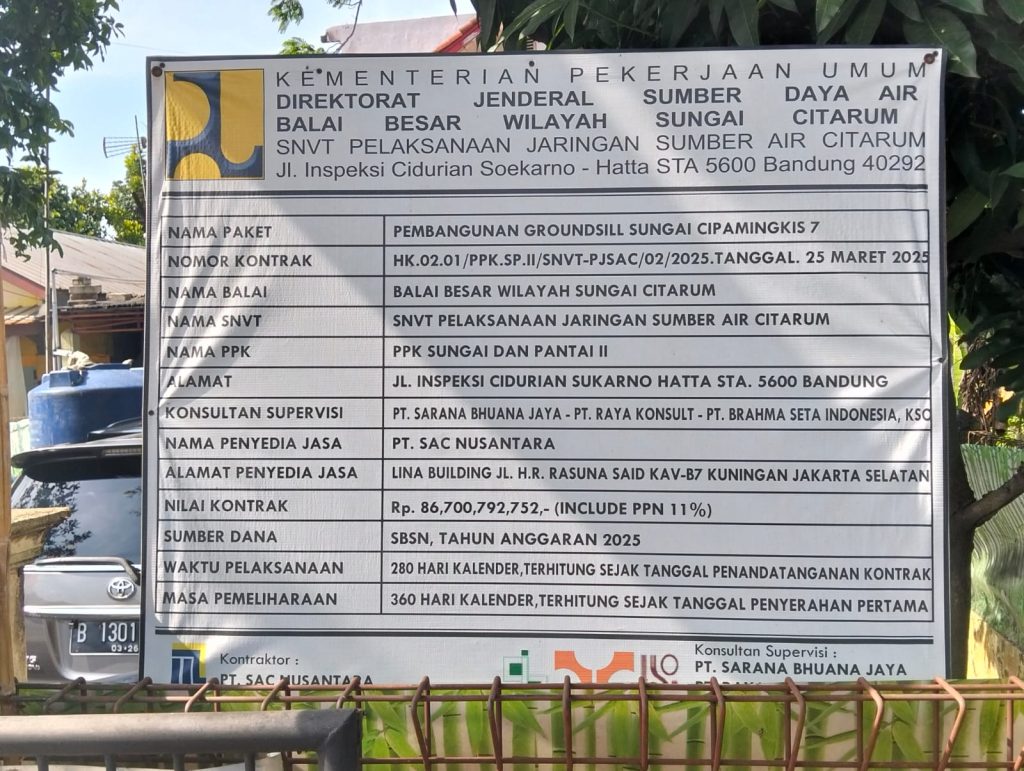 KEMENTERIAN PEKERJAAN UMUM
DIREKTORAT JENDERAL SUMBER DAYA AIR
BALAI BESAR WILAYAH SUNGAI CITARUM
SNVT PELAKSANAAN JARINGAN SUMBER AIR CITARUM
Jl. Inspeksi Cidurian Soekarno - Hatta STA 5600 Bandung 40292
NAMA PAKET PEMBANGUNAN GROUNDSILL SUNGAI CIPAMINGKIS 7
NOMOR KONTRAK HK.02.01/PPK.SP.II/SNVT-PJSAC/02/2025.TANGGAL. 25 MARET 2025
NAMA BALAI BALAI BESAR WILAYAH SUNGAI CITARUM
NAMA SNVT SNVT PELAKSANAAN JARINGAN SUMBER AIR CITARUM
NAMA PPK PPK SUNGAI DAN PANTAI II
ALAMAT JL. INSPEKSI CIDURIAN SUKARNO HATTA STA. 5600 BANDUNG
KONSULTAN SUPERVISI PT. SARANA BHUANA JAYA - PT. RAYA KONSULT - PT. BRAHMA SETA INDONESIA, KSO
NAMA PENYEDIA JASA PT. SAC NUSANTARA
ALAMAT PENYEDIA JASA LINA BUILDING JL. H.R. RASUNA SAID KAV-B7 KUNINGAN JAKARTA SELATAN
NILAI KONTRAK Rp. 86,700,792,752,- (INCLUDE PPN 11%)
SUMBER DANA SBSN, TAHUN ANGGARAN 2025
WAKTU PELAKSANAAN 280 HARI KALENDER,TERHITUNG SEJAK TANGGAL PENANDATANGANAN KONTRAK
MASA PEMELIHARAAN 360 HARI KALENDER,TERHITUNG SEJAK TANGGAL PENYERAHAN PERTAMA
Kontraktor :
PT. SAC NUSANTARA
Konsultan Supervisi :
PT. SARANA BHUANA JAYA
B 1301
03·26